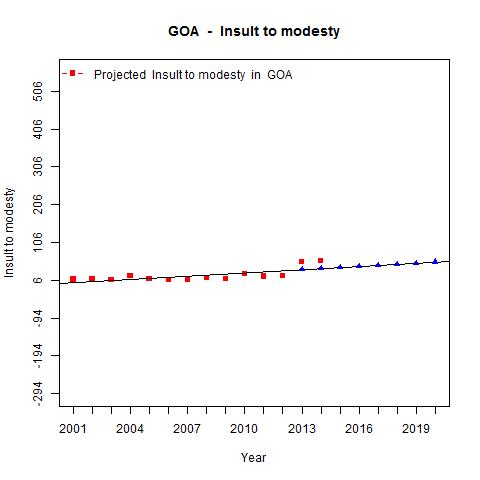 GOA - Insult to modesty
Projected Insult to modesty in GOA
Insult to modesty
506
406
306
206
106
6
-94
-194
-294
2001 2004 2007 2010 2013 2016 2019
Year